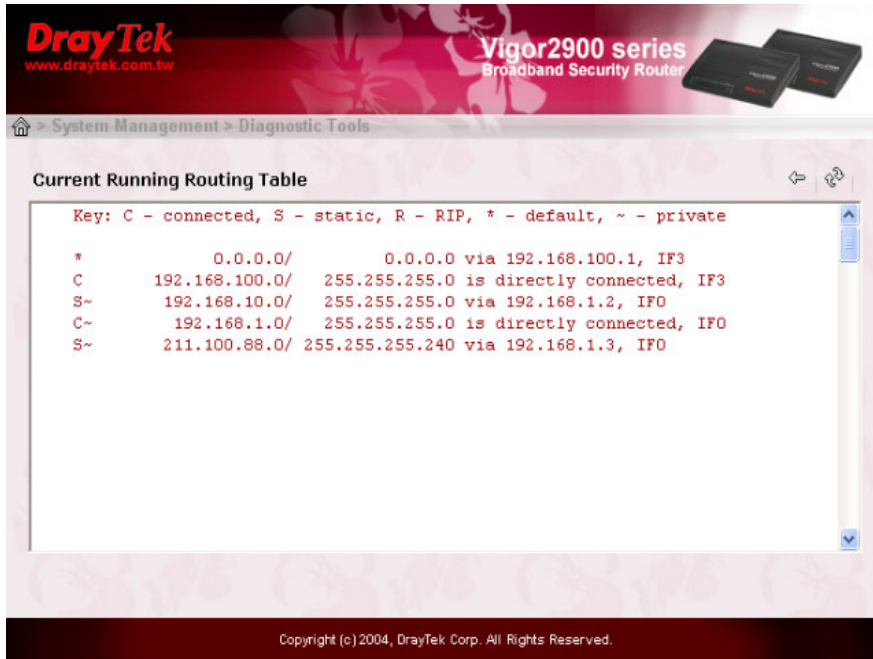 DrayTek
www.draytek.com.tw
Vigor2900 series
Broadband Security Router
> System Management > Diagnostic Tools
Current Running Routing Table
Key: C - connected, S - static, R - RIP, * - default, ~ - private
* 0.0.0.0/ 0.0.0.0 via 192.168.100.1, IF3
C 192.168.100.0/ 255.255.255.0 is directly connected, IF3
S~ 192.168.10.0/ 255.255.255.0 via 192.168.1.2, IF0
C~ 192.168.1.0/ 255.255.255.0 is directly connected, IF0
S~ 211.100.88.0/ 255.255.255.240 via 192.168.1.3, IF0
Copyright (c) 2004, DrayTek Corp. All Rights Reserved.